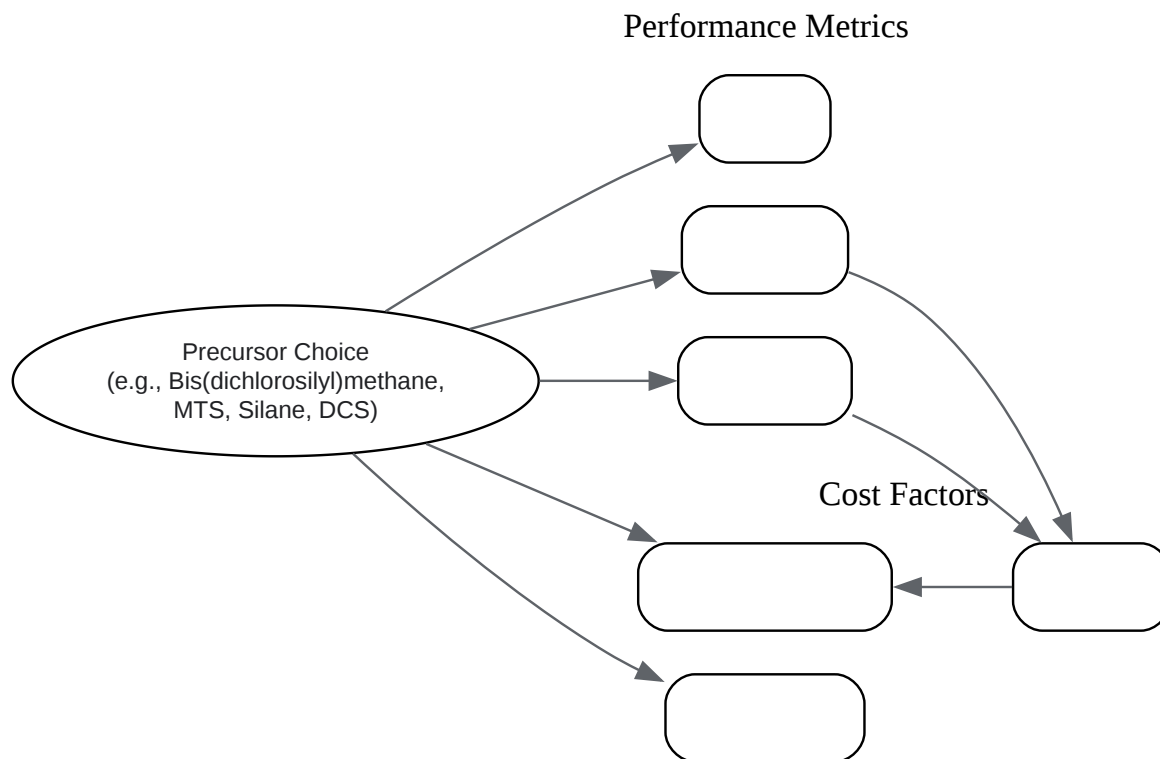 Performance Metrics
Precursor Choice
(e.g., Bis(dichlorosilyl)methane,
MTS, Silane, DCS)
Cost Factors